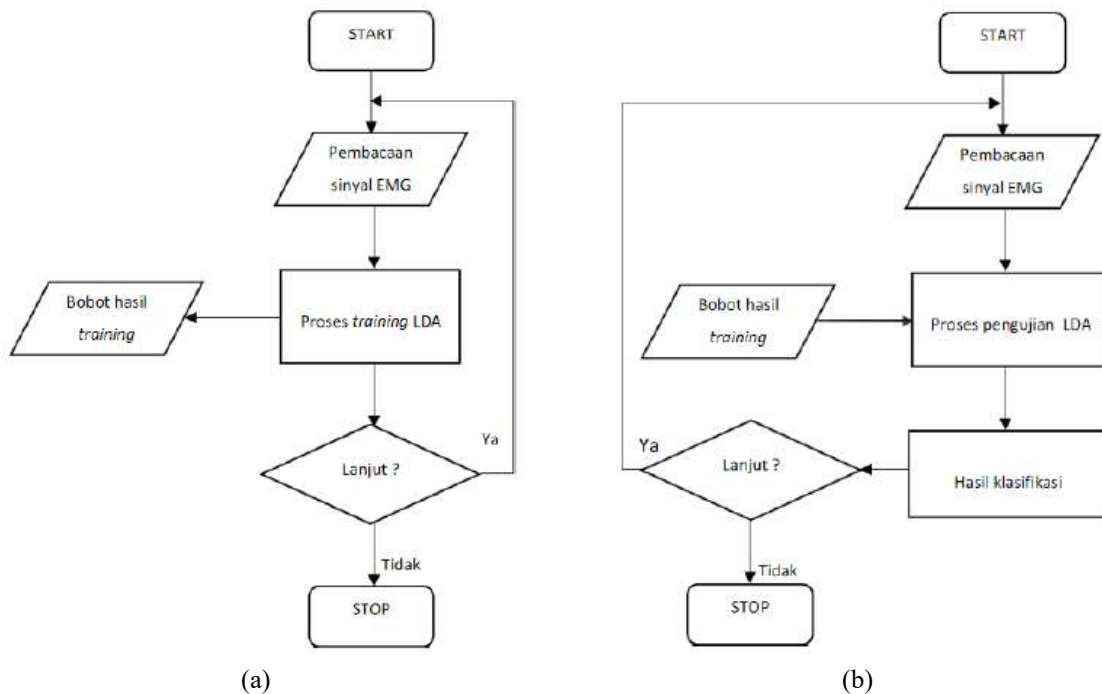 START
Pembacaan
sinyal EMG
Bobot hasil
training
Proses training LDA
Lanjut ?
Ya
Tidak
STOP
(a)
START
Pembacaan
sinyal EMG
Bobot hasil
training
Proses pengujian LDA
Hasil klasifikasi
Lanjut ?
Ya
Tidak
STOP
(b)